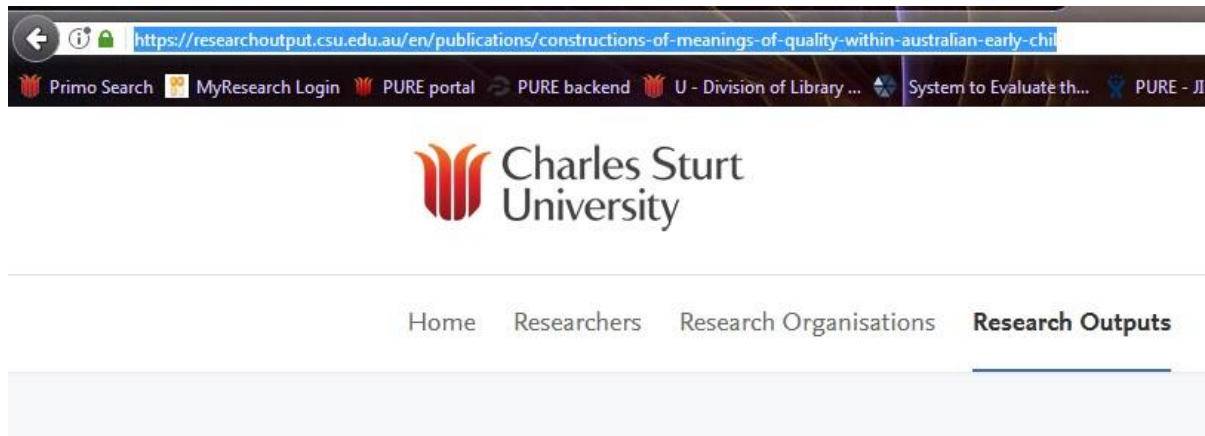 https://researchoutput.csu.edu.au/en/publications/constructions-of-meanings-of-quality-within-australian-early-chil
Primo Search MyResearch Login PURE portal PURE backend U - Division of Library ... System to Evaluate th... PURE - JI
Charles Sturt
University
Home Researchers Research Organisations Research Outputs